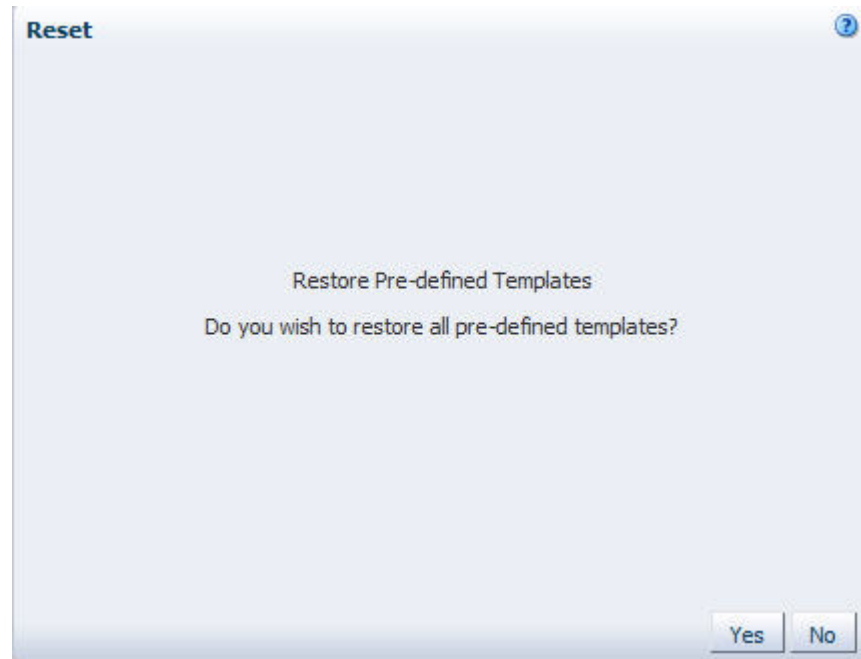 Reset
?
Restore Pre-defined Templates
Do you wish to restore all pre-defined templates?
Yes No